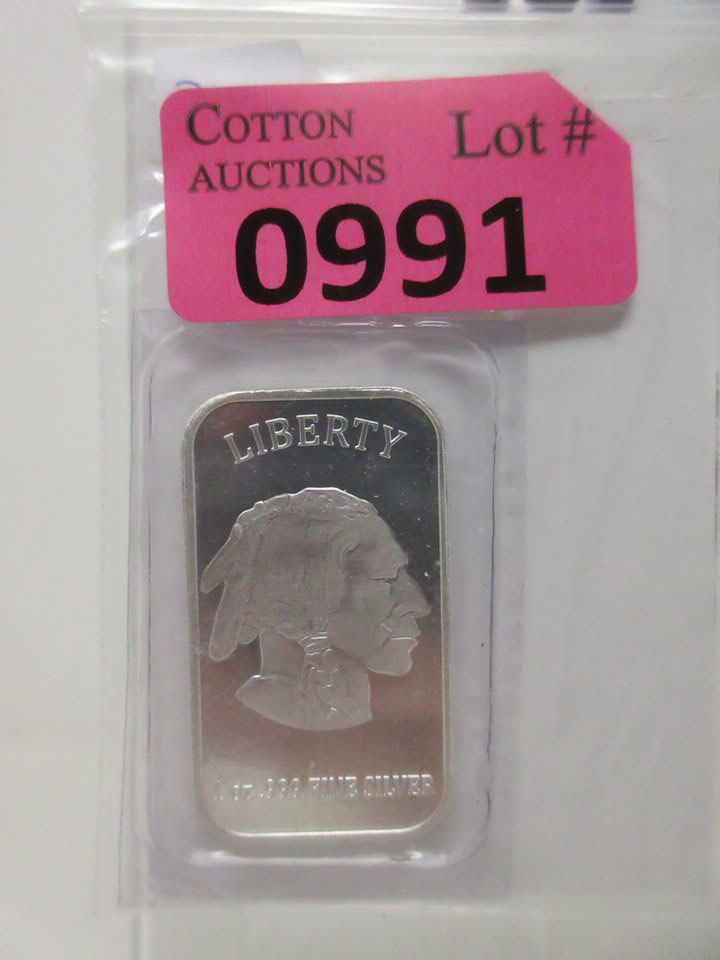 COTTON
AUCTIONS
Lot #
0991
LIBERTY
1 OZ .999 FINE SILVER